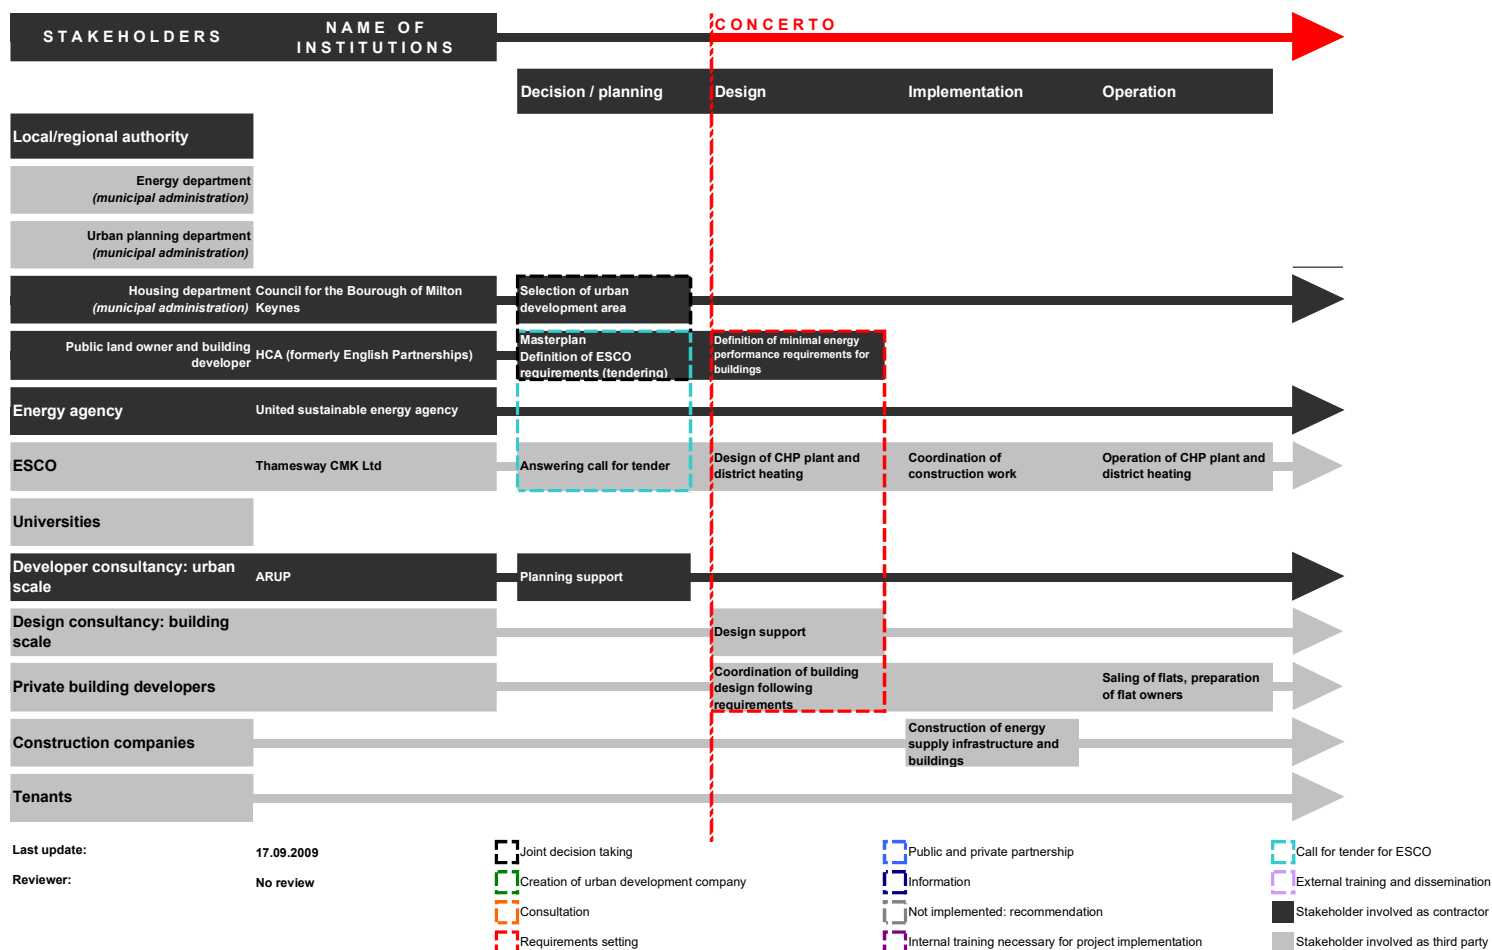 STAKEHOLDERS
NAME OF
INSTITUTIONS
CONCERTO
Decision / planning
Design
Implementation
Operation
Local/regional authority
Energy department
(municipal administration)
Urban planning department
(municipal administration)
Housing department
(municipal administration)
Council for the Bourough of Milton
Keynes
Selection of urban
development area
Public land owner and building
developer
HCA (formerly English Partnerships)
Masterplan
Definition of ESCO
requirements (tendering)
Definition of minimal energy
performance requirements for
buildings
Energy agency
United sustainable energy agency
ESCO
Thamesway CMK Ltd
Answering call for tender
Design of CHP plant and
district heating
Coordination of
construction work
Operation of CHP plant and
district heating
Universities
Developer consultancy: urban
scale
ARUP
Planning support
Design consultancy: building
scale
Design support
Private building developers
Coordination of building
design following
requirements
Saling of flats, preparation
of flat owners
Construction companies
Construction of energy
supply infrastructure and
buildings
Tenants
Last update:
17.09.2009
Reviewer:
No review
Joint decision taking
Creation of urban development company
Consultation
Requirements setting
Public and private partnership
Information
Not implemented: recommendation
Internal training necessary for project implementation
Call for tender for ESCO
External training and dissemination
Stakeholder involved as contractor
Stakeholder involved as third party